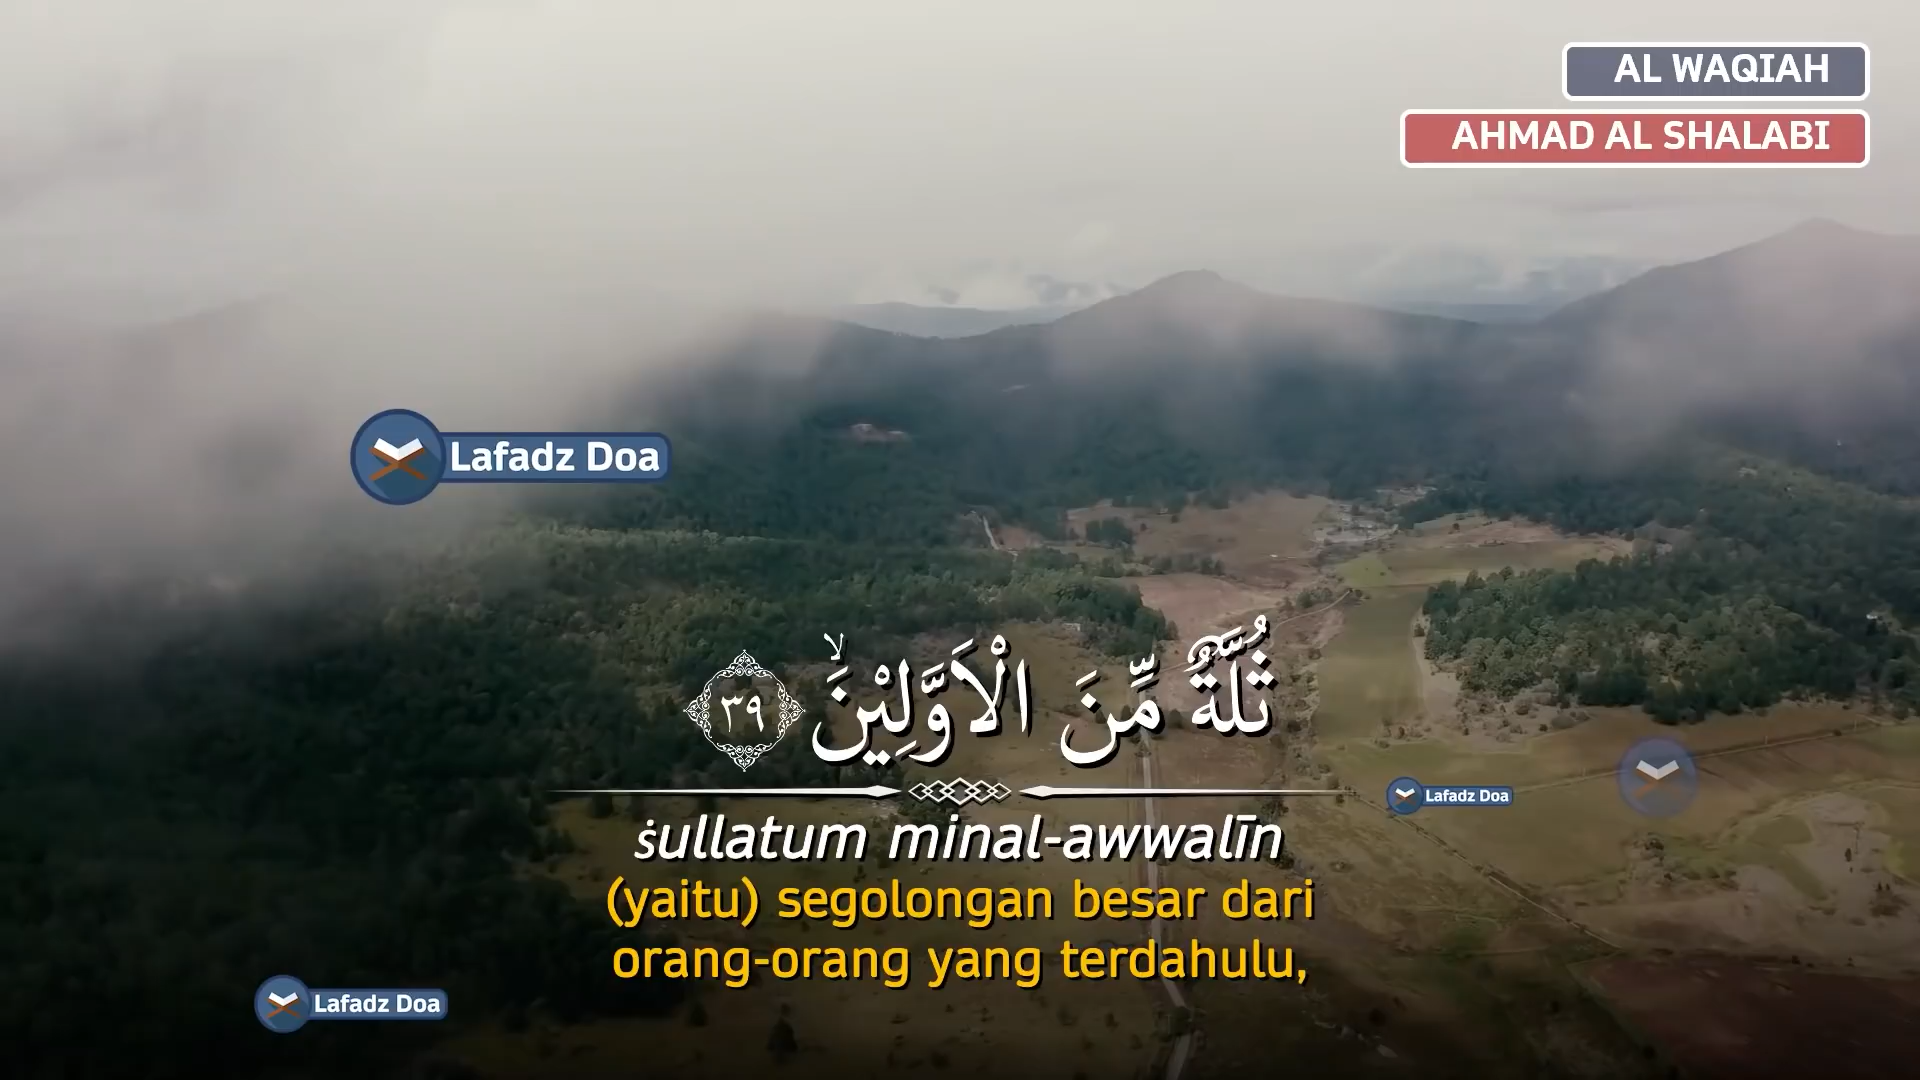 AL WAQIAH
AHMAD AL SHALABI
Lafadz Doa
ثُلَّةٌ مِّنَ الْاَوَّلِيْنَۙ ٣٩
Lafadz Doa
ṡullatum minal-awwalīn
(yaitu) segolongan besar dari
orang-orang yang terdahulu,
Lafadz Doa